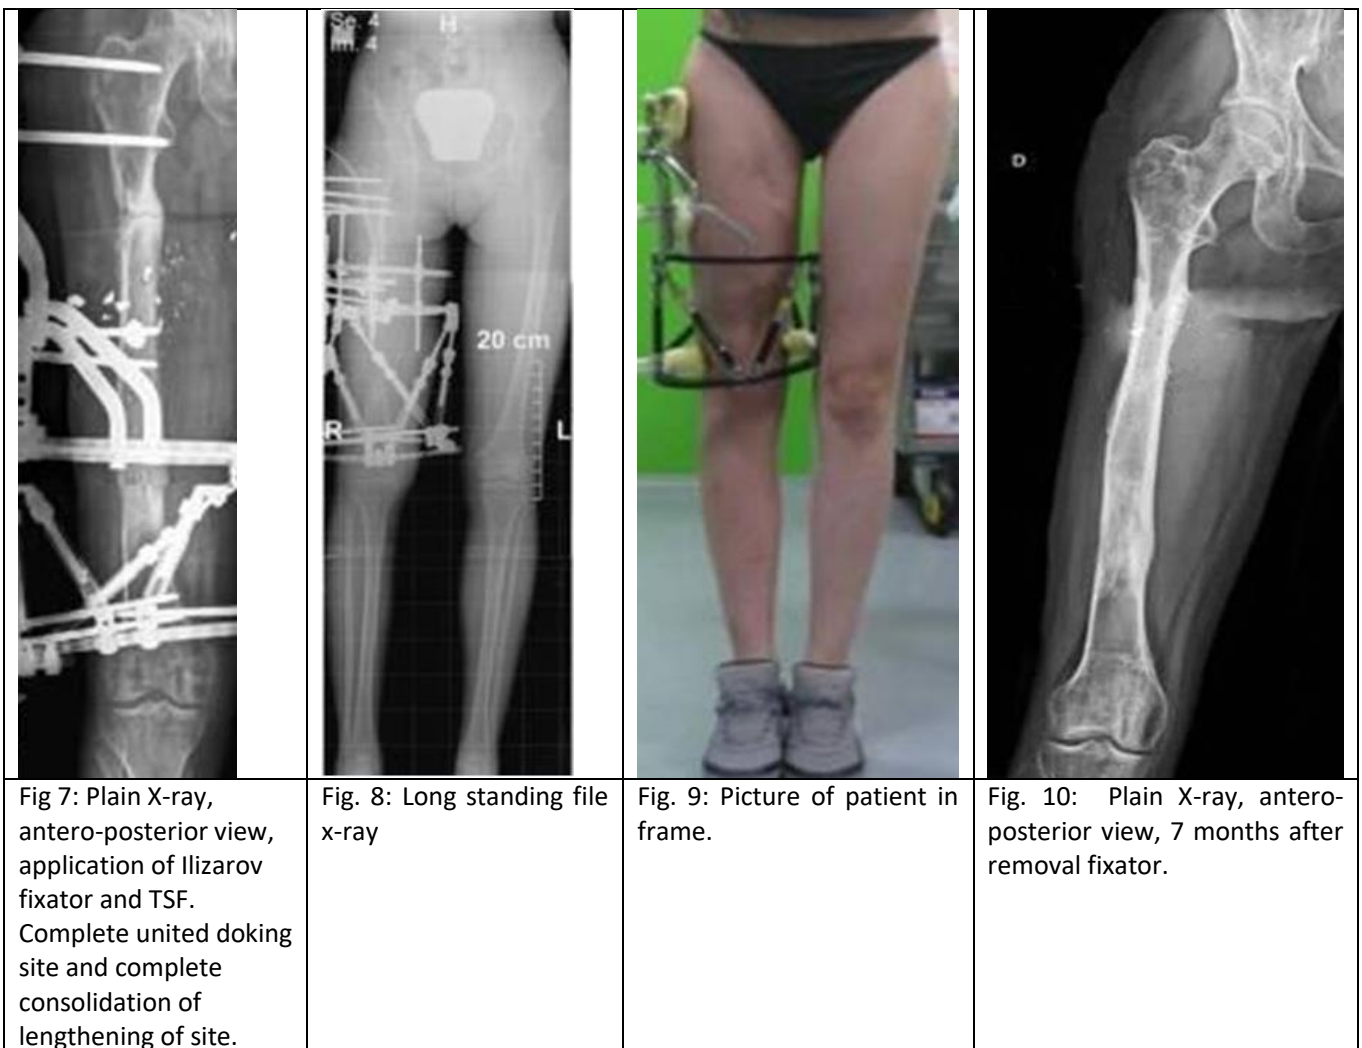 Se. 4
Im. 4
H
20 cm
R
L
D
Fig 7: Plain X-ray,
antero-posterior view,
application of Ilizarov
fixator and TSF.
Complete united doking
site and complete
consolidation of
lengthening of site.
Fig. 8: Long standing file
x-ray
Fig. 9: Picture of patient in
frame.
Fig. 10: Plain X-ray, antero-
posterior view, 7 months after
removal fixator.